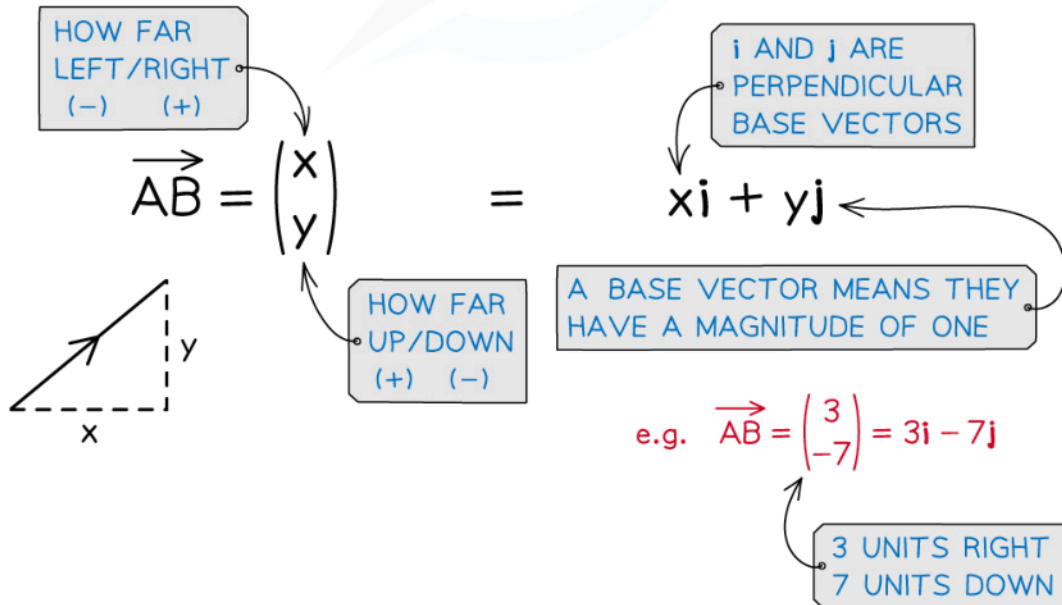 HOW FAR
LEFT/RIGHT
(-) (+)
i AND j ARE
PERPENDICULAR
BASE VECTORS
AB = (x y) = xi + yj
HOW FAR
UP/DOWN
(+) (-)
y
x
A BASE VECTOR MEANS THEY
HAVE A MAGNITUDE OF ONE
e.g. AB = (3 -7) = 3i - 7j
3 UNITS RIGHT
7 UNITS DOWN